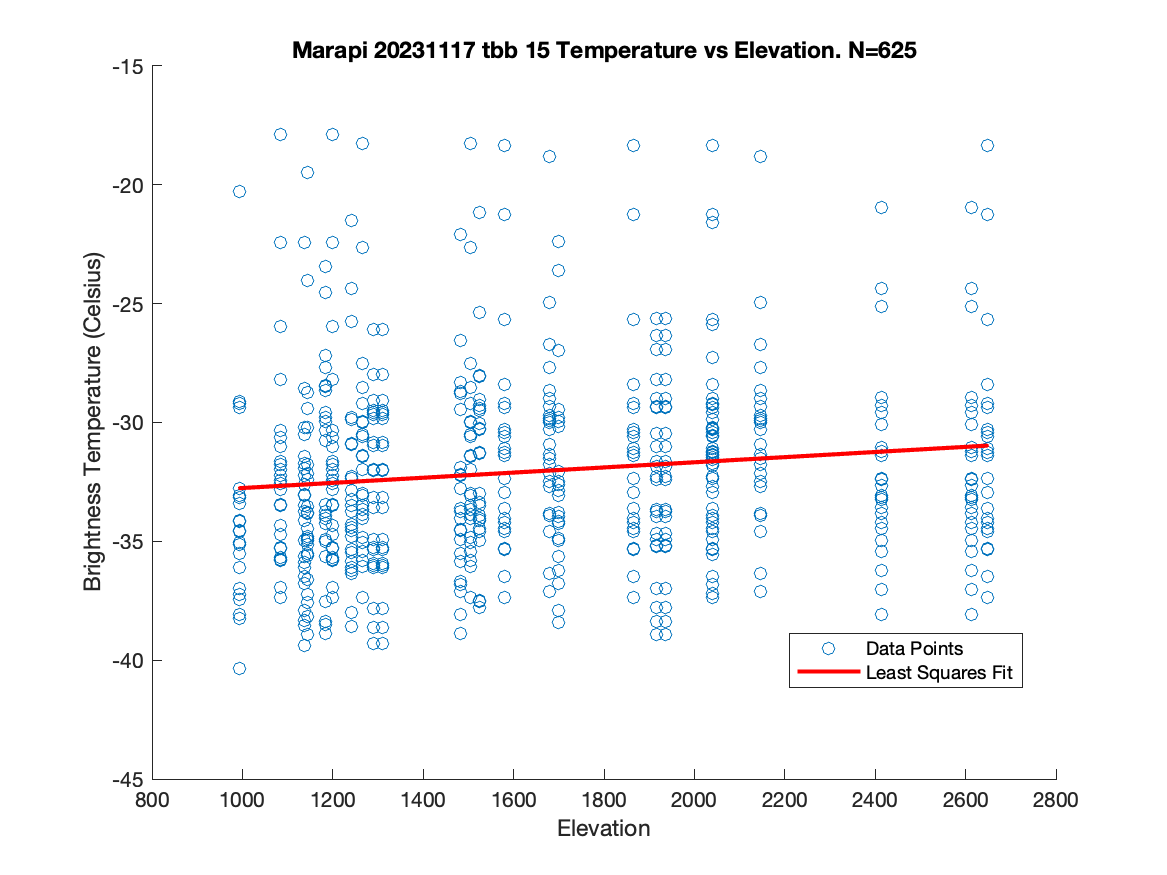 Marapi 20231117 tbb 15 Temperature vs Elevation. N=625
-15
-20
-25
-30
-35
-40
-45
Brightness Temperature (Celsius)
Data Points
Least Squares Fit
800 1000 1200 1400 1600 1800 2000 2200 2400 2600 2800
Elevation